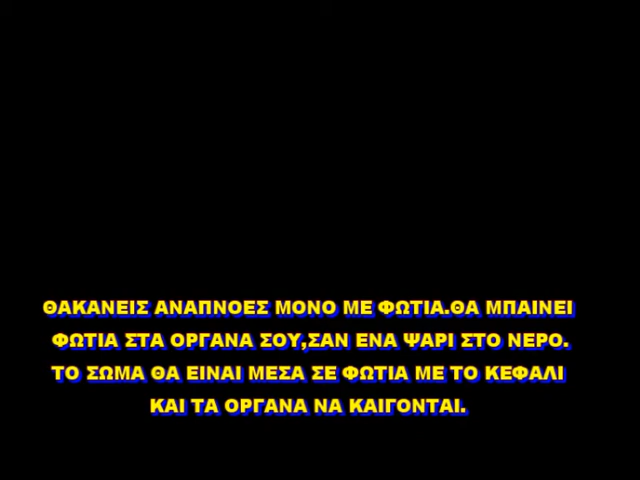 ΘΑΚΑΝΕΙΣ ΑΝΑΠΝΟΕΣ ΜΟΝΟ ΜΕ ΦΩΤΙΑ.ΘΑ ΜΠΑΙΝΕΙ
ΦΩΤΙΑ ΣΤΑ ΟΡΓΑΝΑ ΣΟΥ,ΣΑΝ ΕΝΑ ΨΑΡΙ ΣΤΟ ΝΕΡΟ.
ΤΟ ΣΩΜΑ ΘΑ ΕΙΝΑΙ ΜΕΣΑ ΣΕ ΦΩΤΙΑ ΜΕ ΤΟ ΚΕΦΑΛΙ
ΚΑΙ ΤΑ ΟΡΓΑΝΑ ΝΑ ΚΑΙΓΟΝΤΑΙ.